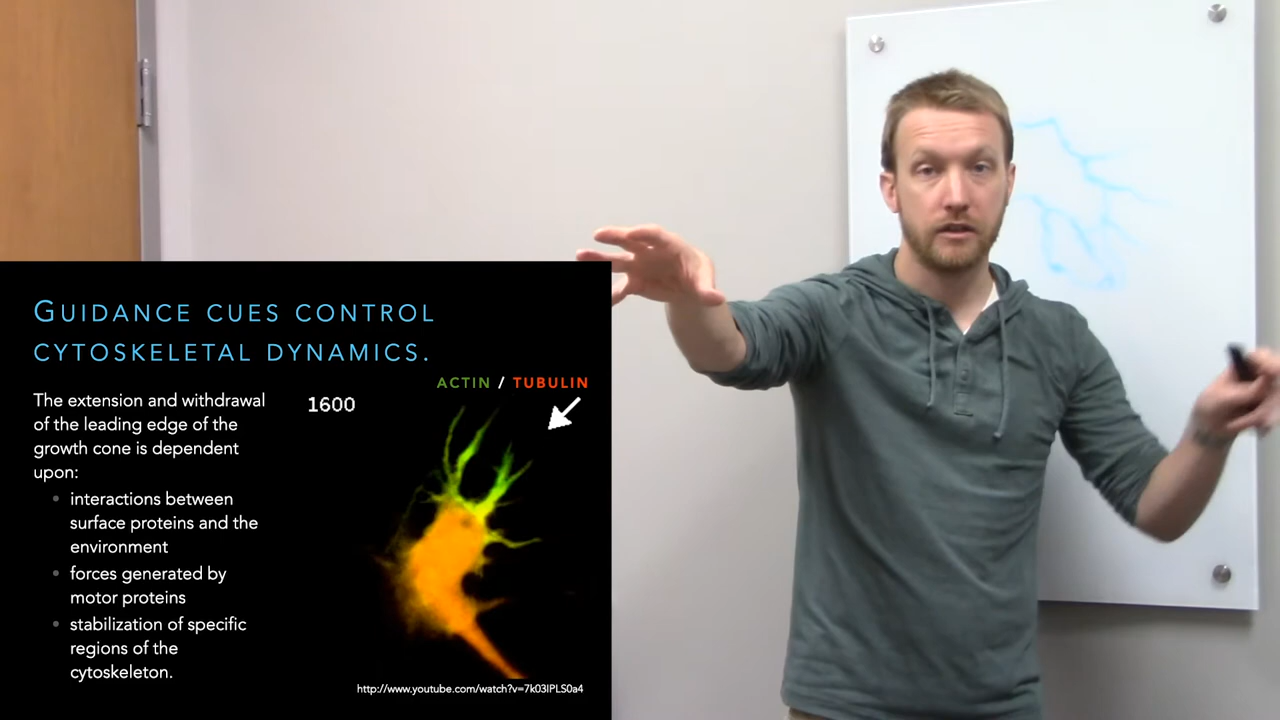 GUIDANCE CUES CONTROL
CYTOSKELETAL DYNAMICS.
ACTIN / TUBULIN
The extension and withdrawal
of the leading edge of the
growth cone is dependent
upon:
1600
• interactions between
surface proteins and the
environment
• forces generated by
motor proteins
• stabilization of specific
regions of the
cytoskeleton.
http://www.youtube.com/watch?v=7k03IPLS0a4